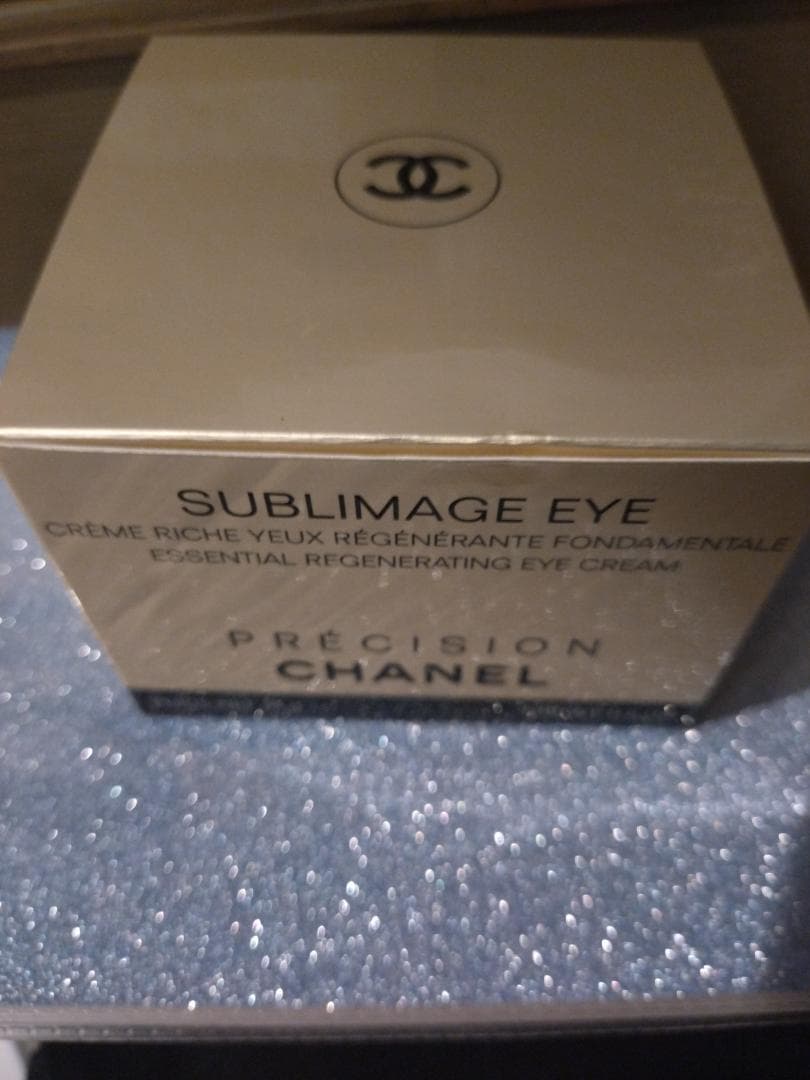 SUBLIMAGE EYE
CRÈME RICHE YEUX RÉGÉNÉRANTE FONDAMENTALE
ESSENTIAL REGENERATING EYE CREAM
PRÉCISION
CHANEL